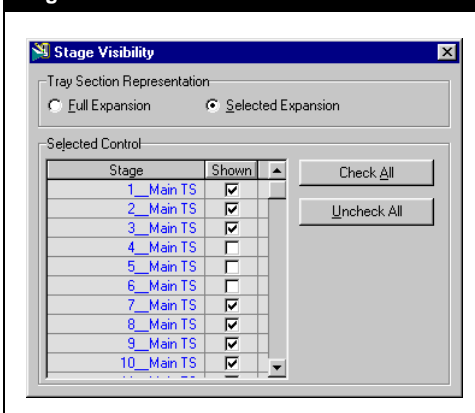 Stage Visibility
Tray Section Representation
Full Expansion Selected Expansion
Selected Control
Stage Shown
1__Main TS
2__Main TS
3__Main TS
4__Main TS
5__Main TS
6__Main TS
7__Main TS
8__Main TS
9__Main TS
10__Main TS
Check All
Uncheck All